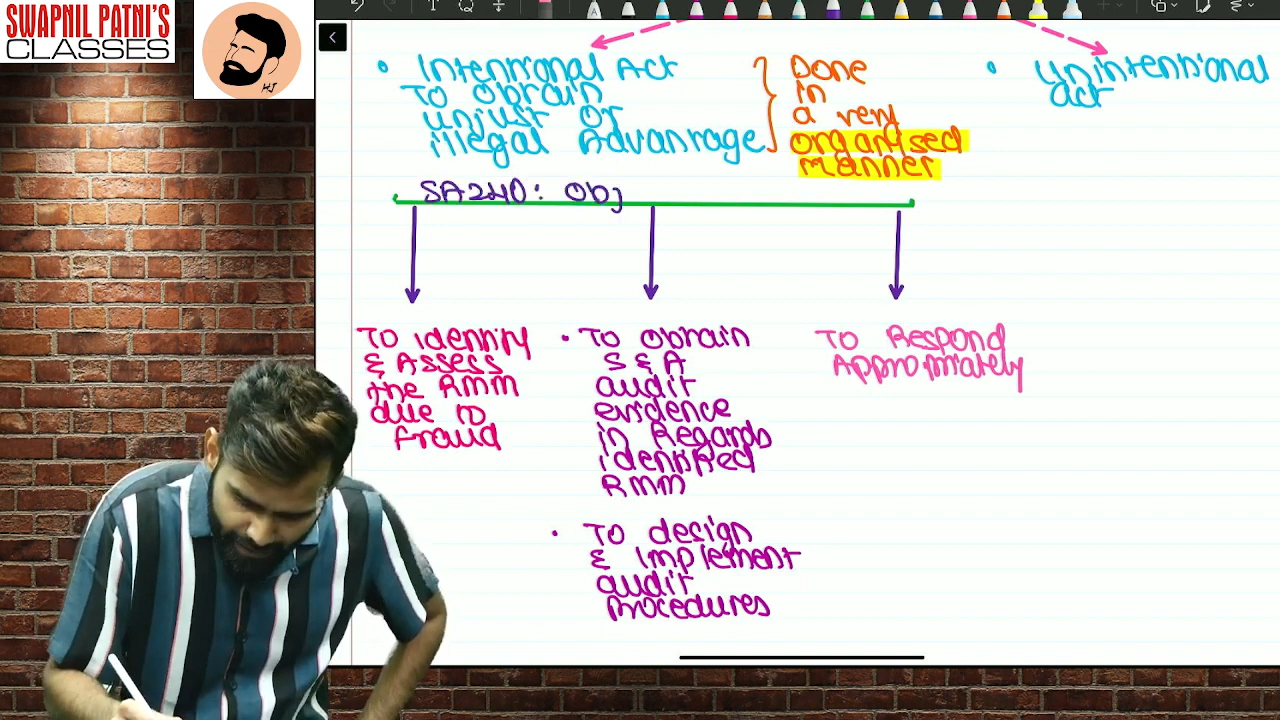 SWAPNIL PATNI'S
CLASSES
KJ
• Intentional Act
To obtain
unjust or
illegal Advantage
Done
in
a very
organised
manner
• unintentional
act
SA240: Obj
To identify
& Assess
the RMM
due to
fraud
• To obtain
S & A
audit
evidence
in Regards
identified
RMM
• To design
& Implement
audit
Procedures
To Respond
Appropriately